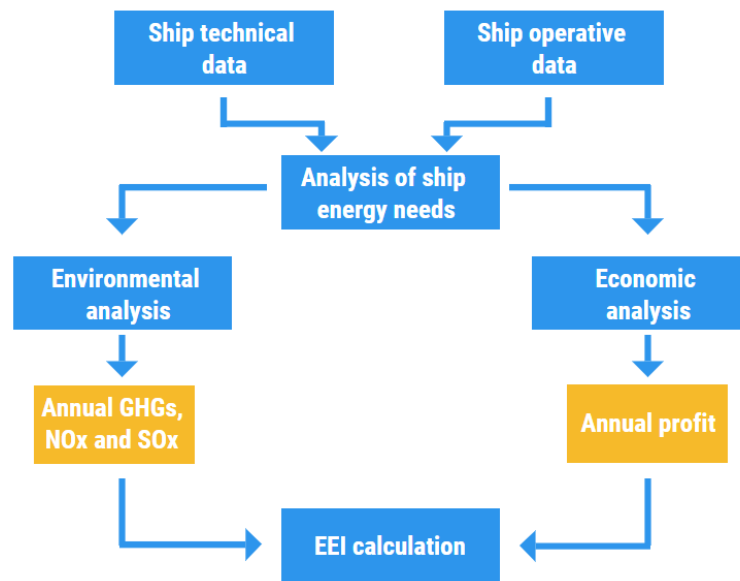 Ship technical
data
Ship operative
data
Analysis of ship
energy needs
Environmental
analysis
Economic
analysis
Annual GHGs,
NOx and SOx
Annual profit
EEI calculation